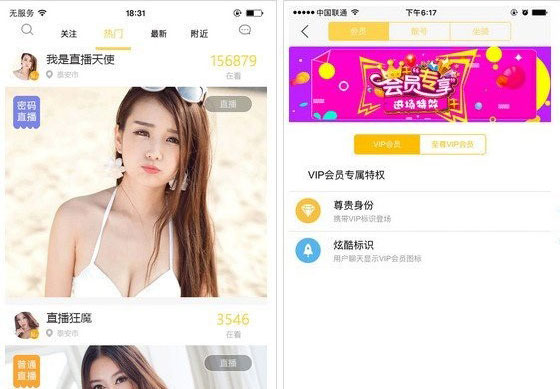 无服务 18:31
关注 热门 最新 附近
我是直播天使 156879
泰安市 在看
密码
直播
直播
直播狂魔 3546
泰安市 在看
普通
直播
直播
中国联通 下午6:17
会员 靓号 坐骑
会员专享
进场特效
VIP会员 至尊VIP会员
VIP会员专属特权
尊贵身份
携带VIP标识登场
炫酷标识
用户聊天显示VIP会员图标